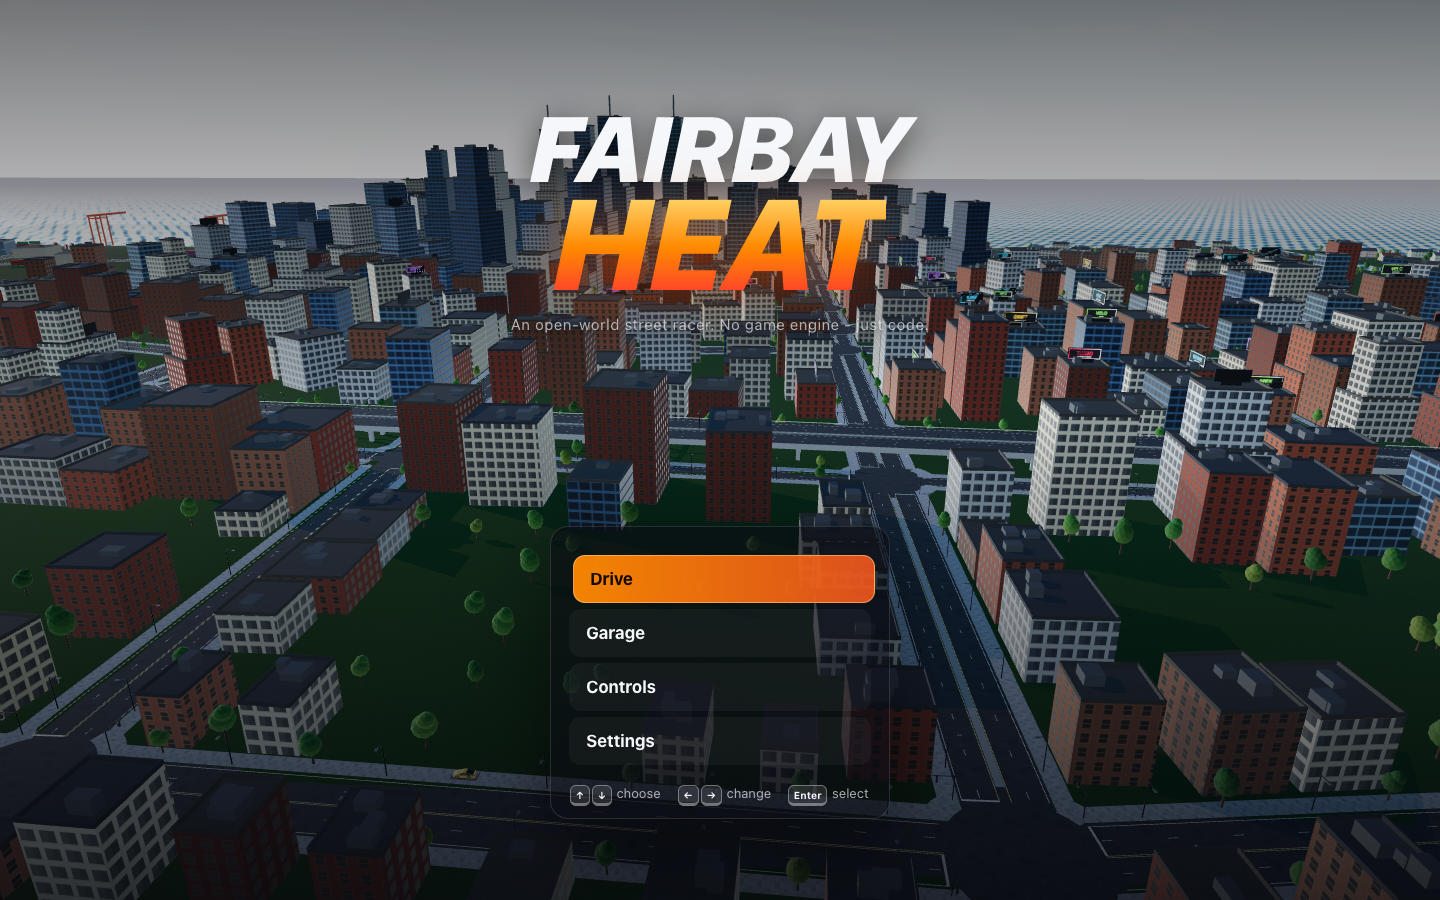 FAIRBAY
HEAT
An open-world street racer. No game engine — just code.
Drive
Garage
Controls
Settings
↑ ↓ choose ← → change Enter select